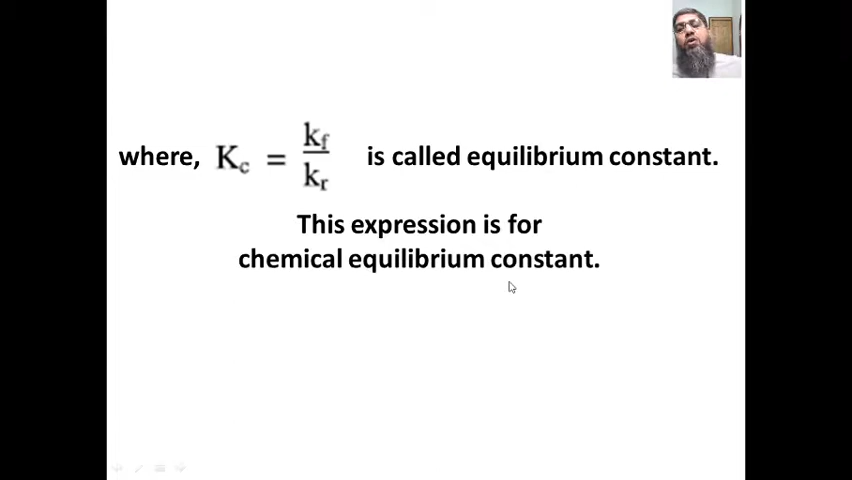 where, Kc = kf/kr is called equilibrium constant.
This expression is for
chemical equilibrium constant.